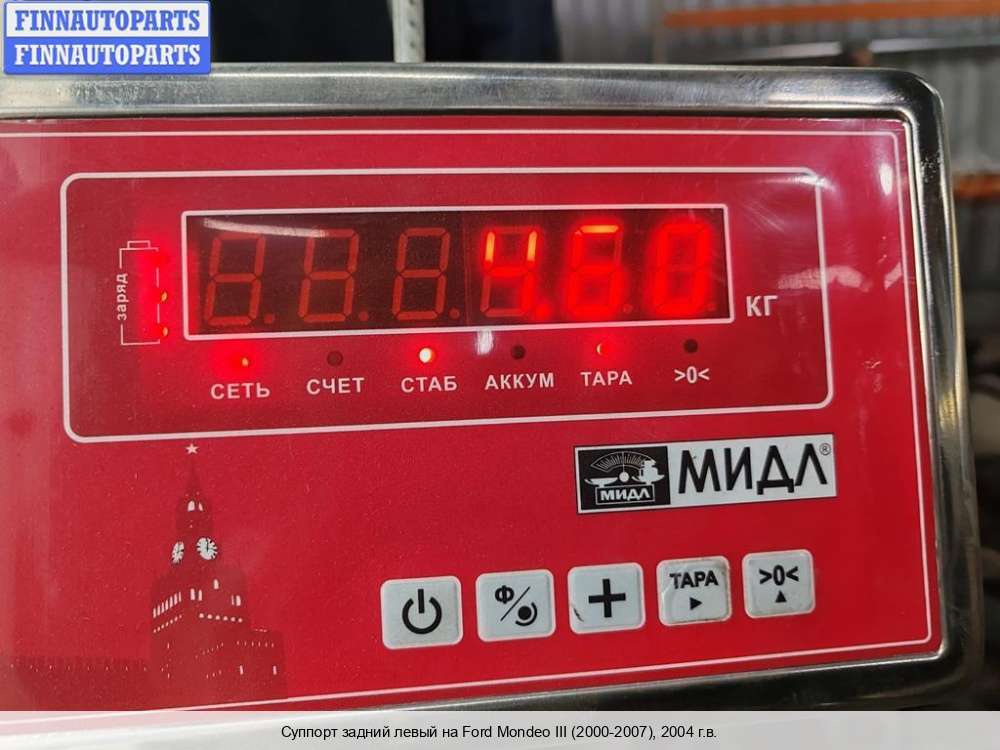 FINNAUTOPARTS
FINNAUTOPARTS
заряд
4.50
КГ
СЕТЬ СЧЕТ СТАБ АККУМ ТАРА >0<
МИДЛ МИДЛ®
Ф
ТАРА >0<
Суппорт задний левый на Ford Mondeo III (2000-2007), 2004 г.в.